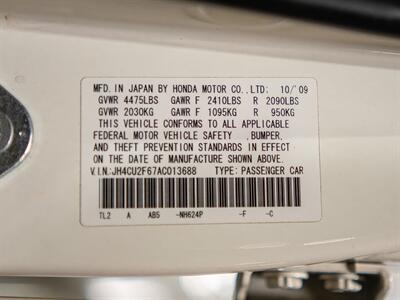 MFD. IN JAPAN BY HONDA MOTOR CO.,LTD: 10/'09
GVWR 4475LBS GAWR F 2410LBS R 2090LBS
GVWR 2030KG GAWR F 1095KG R 950KG
THIS VEHICLE CONFORMS TO ALL APPLICABLE
FEDERAL MOTOR VEHICLE SAFETY ,BUMPER,
AND THEFT PREVENTION STANDARDS IN EFFECT
ON THE DATE OF MANUFACTURE SHOWN ABOVE.
V.I.N:JH4CU2F67AC013688 TYPE: PASSENGER CAR
TL2 A AB5 -NH624P -F -C